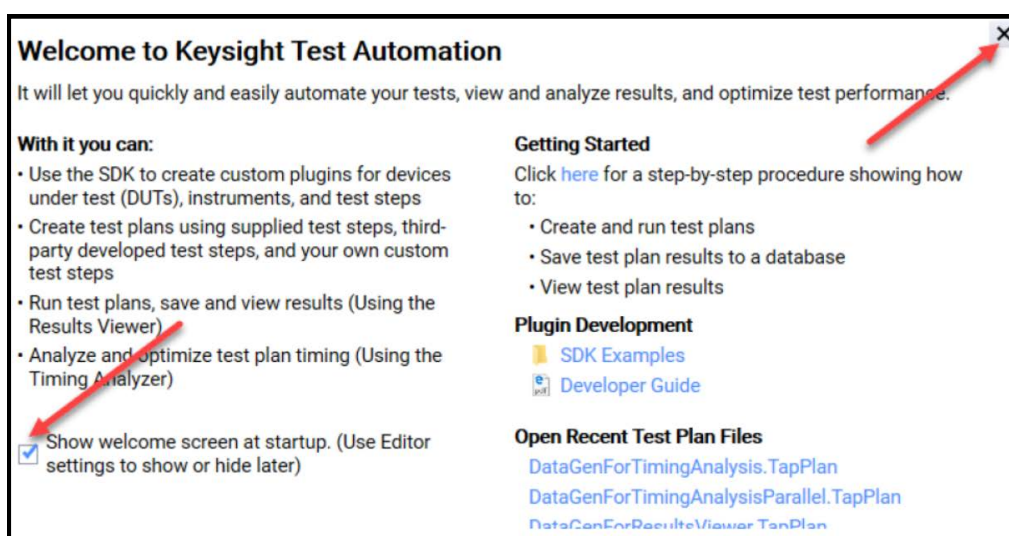 Welcome to Keysight Test Automation
It will let you quickly and easily automate your tests, view and analyze results, and optimize test performance.
With it you can:
• Use the SDK to create custom plugins for devices
under test (DUTs), instruments, and test steps
• Create test plans using supplied test steps, third-
party developed test steps, and your own custom
test steps
• Run test plans, save and view results (Using the
Results Viewer)
• Analyze and optimize test plan timing (Using the
Timing Analyzer)
Show welcome screen at startup. (Use Editor
settings to show or hide later)
Getting Started
Click here for a step-by-step procedure showing how
to:
• Create and run test plans
• Save test plan results to a database
• View test plan results
Plugin Development
SDK Examples
Developer Guide
Open Recent Test Plan Files
DataGenForTimingAnalysis.TapPlan
DataGenForTimingAnalysisParallel.TapPlan
DataGenForResultsViewer.TapPlan